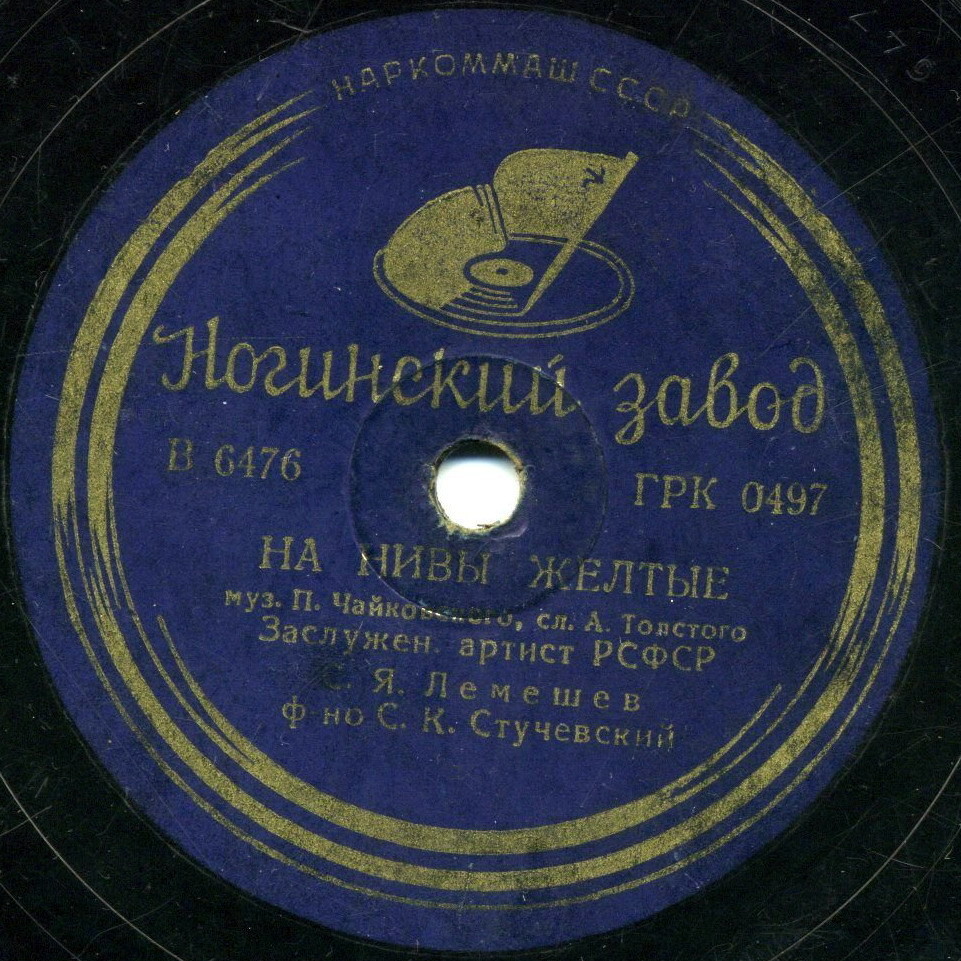 НАРКОММАШ СССР
Ногинский завод
В 6476
ГРК 0497
НА НИВЫ ЖЕЛТЫЕ
муз. П. Чайковского, сл. А. Толстого
Заслужен. артист РСФСР
С. Я. Лемешев
ф-но С. К. Стучевский